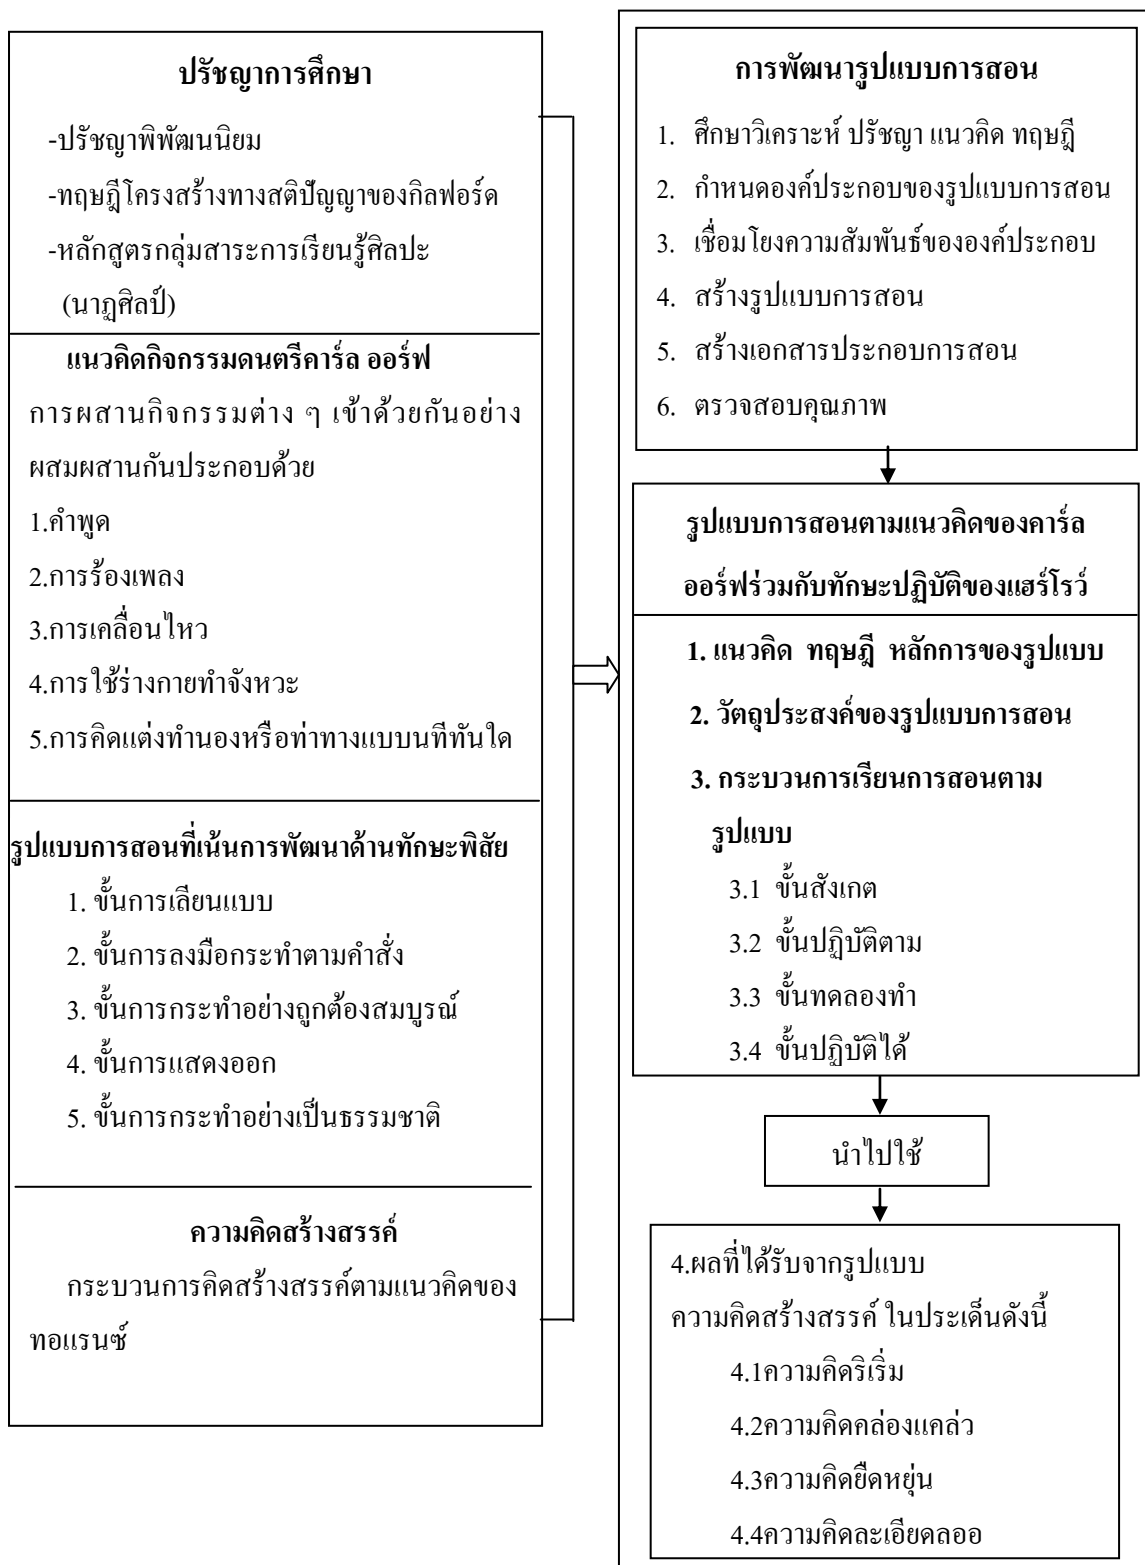 ปรัชญาการศึกษา
-ปรัชญาพิพัฒนนิยม
-ทฤษฎีโครงสร้างทางสติปัญญาของกิลฟอร์ด
-หลักสูตรกลุ่มสาระการเรียนรู้ศิลปะ
(นาฏศิลป์)
แนวคิดกิจกรรมดนตรีคาร์ล ออร์ฟ
การผสานกิจกรรมต่าง ๆ เข้าด้วยกันอย่าง
ผสมผสานกันประกอบด้วย
1.คำพูด
2.การร้องเพลง
3.การเคลื่อนไหว
4.การใช้ร่างกายทำจังหวะ
5.การคิดแต่งทำนองหรือท่าทางแบบนทีทันใด
รูปแบบการสอนที่เน้นการพัฒนาด้านทักษะพิสัย
1. ขั้นการเลียนแบบ
2. ขั้นการลงมือกระทำตามคำสั่ง
3. ขั้นการกระทำอย่างถูกต้องสมบูรณ์
4. ขั้นการแสดงออก
5. ขั้นการกระทำอย่างเป็นธรรมชาติ
ความคิดสร้างสรรค์
กระบวนการคิดสร้างสรรค์ตามแนวคิดของ
ทอแรนซ์
การพัฒนารูปแบบการสอน
1. ศึกษาวิเคราะห์ ปรัชญา แนวคิด ทฤษฎี
2. กำหนดองค์ประกอบของรูปแบบการสอน
3. เชื่อมโยงความสัมพันธ์ขององค์ประกอบ
4. สร้างรูปแบบการสอน
5. สร้างเอกสารประกอบการสอน
6. ตรวจสอบคุณภาพ
รูปแบบการสอนตามแนวคิดของคาร์ล
ออร์ฟร่วมกับทักษะปฏิบัติของแฮร์โรว์
1. แนวคิด ทฤษฎี หลักการของรูปแบบ
2. วัตถุประสงค์ของรูปแบบการสอน
3. กระบวนการเรียนการสอนตาม
รูปแบบ
3.1 ขั้นสังเกต
3.2 ขั้นปฏิบัติตาม
3.3 ขั้นทดลองทำ
3.4 ขั้นปฏิบัติได้
นำไปใช้
4.ผลที่ได้รับจากรูปแบบ
ความคิดสร้างสรรค์ ในประเด็นดังนี้
4.1ความคิดริเริ่ม
4.2ความคิดคล่องแคล่ว
4.3ความคิดยืดหยุ่น
4.4ความคิดละเอียดลออ